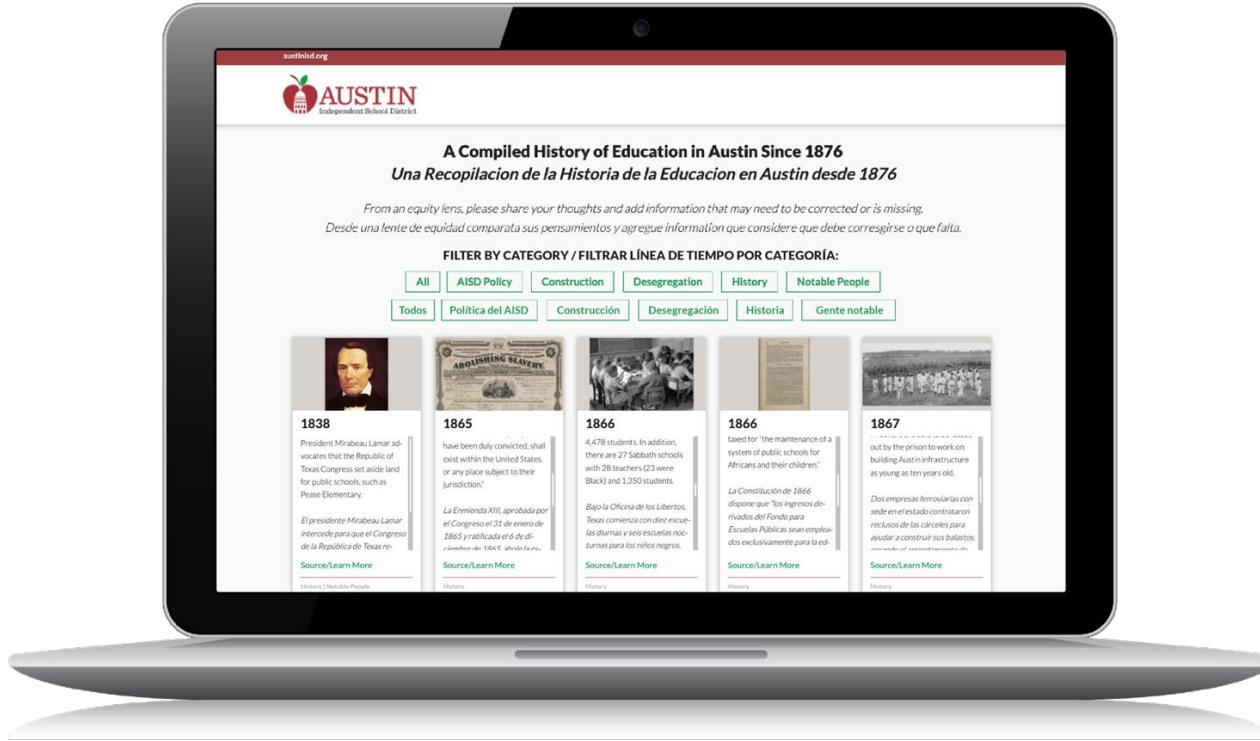 austinisd.org
AUSTIN
Independent School District
A Compiled History of Education in Austin Since 1876
Una Recopilacion de la Historia de la Educacion en Austin desde 1876
From an equity lens, please share your thoughts and add information that may need to be corrected or is missing.
Desde una lente de equidad comparata sus pensamientos y agregue information que considere que debe corresgirse o que falta.
FILTER BY CATEGORY / FILTRAR LÍNEA DE TIEMPO POR CATEGORÍA:
All AISD Policy Construction Desegregation History Notable People
Todos Política del AISD Construcción Desegregación Historia Gente notable
1838
President Mirabeau Lamar ad-
vocates that the Republic of
Texas Congress set aside land
for public schools, such as
Pease Elementary.
El presidente Mirabeau Lamar
intercede para que el Congreso
de la República de Texas re-
Source/Learn More
History | Notable People
ABOLISHING SLAVERY.
1865
have been duly convicted, shall
exist within the United States,
or any place subject to their
jurisdiction."
La Enmienda XIII, aprobada por
el Congreso el 31 de enero de
1865 y ratificada el 6 de di-
ciembre de 1865, abole la es-
Source/Learn More
History
1866
4,478 students. In addition,
there are 27 Sabbath schools
with 28 teachers (23 were
Black) and 1,350 students.
Bajo la Oficina de los Libertos,
Texas comienza con diez escue-
las diurnas y seis escuelas noc-
turnas para los niños negros.
Source/Learn More
History
1866
taxed for "the maintenance of a
system of public schools for
Africans and their children."
La Constitución de 1866
dispone que "los ingresos de-
rivados del Fondo para
Escuelas Públicas sean emplea-
dos exclusivamente para la ed-
Source/Learn More
History
1867
out by the prison to work on
building Austin infrastructure
as young as ten years old.
Dos empresas ferroviarias con
sede en el estado contrataron
reclusos de las cárceles para
ayudar a construir sus balastos,
creando el arrendamiento de
Source/Learn More
History